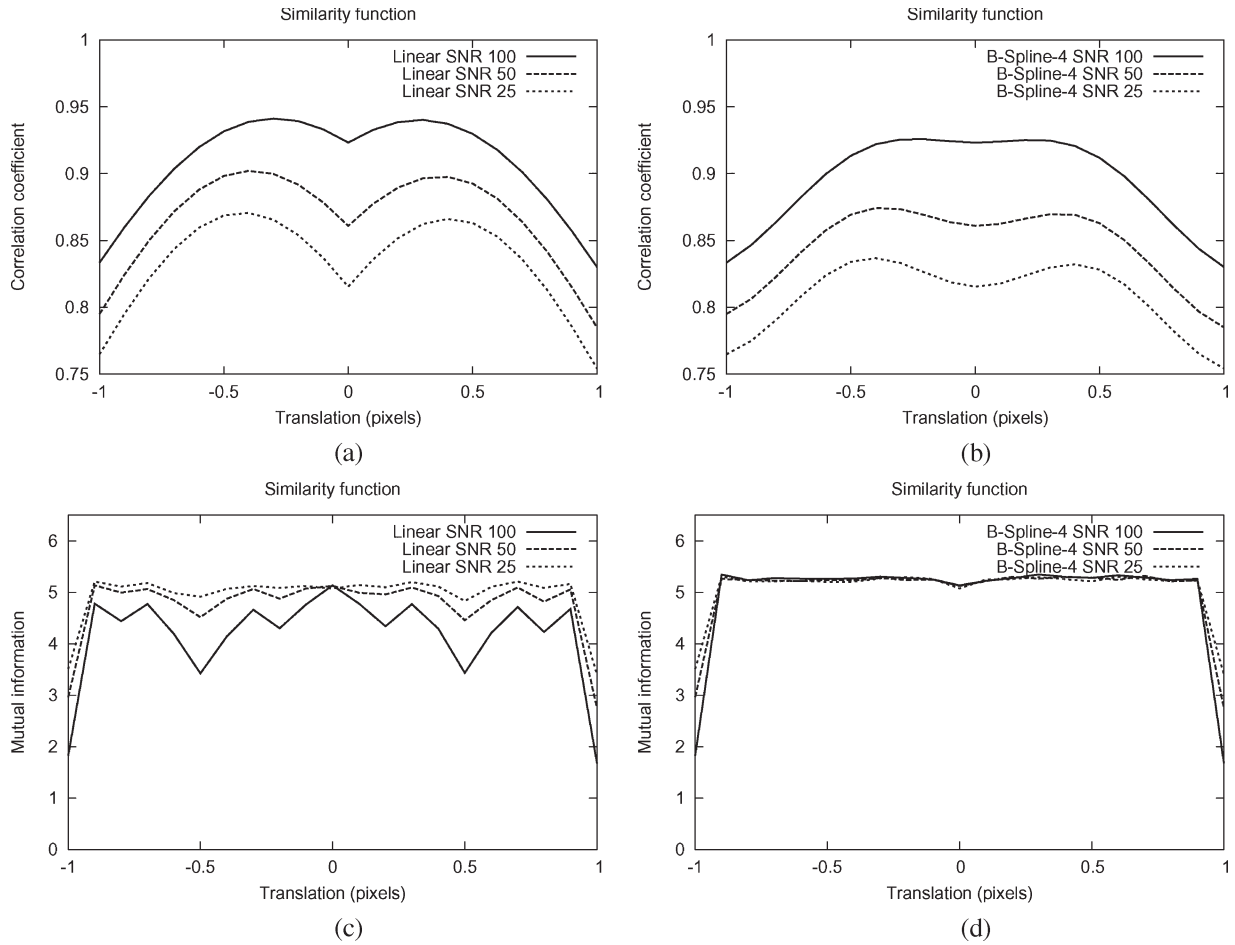 Similarity function
1
0.95
0.9
0.85
0.8
0.75
Correlation coefficient
Linear SNR 100
Linear SNR 50
Linear SNR 25
-1 -0.5 0 0.5 1
Translation (pixels)
(a)
Similarity function
1
0.95
0.9
0.85
0.8
0.75
Correlation coefficient
B-Spline-4 SNR 100
B-Spline-4 SNR 50
B-Spline-4 SNR 25
-1 -0.5 0 0.5 1
Translation (pixels)
(b)
Similarity function
6
5
4
3
2
1
0
Mutual information
Linear SNR 100
Linear SNR 50
Linear SNR 25
-1 -0.5 0 0.5 1
Translation (pixels)
(c)
Similarity function
6
5
4
3
2
1
0
Mutual information
B-Spline-4 SNR 100
B-Spline-4 SNR 50
B-Spline-4 SNR 25
-1 -0.5 0 0.5 1
Translation (pixels)
(d)